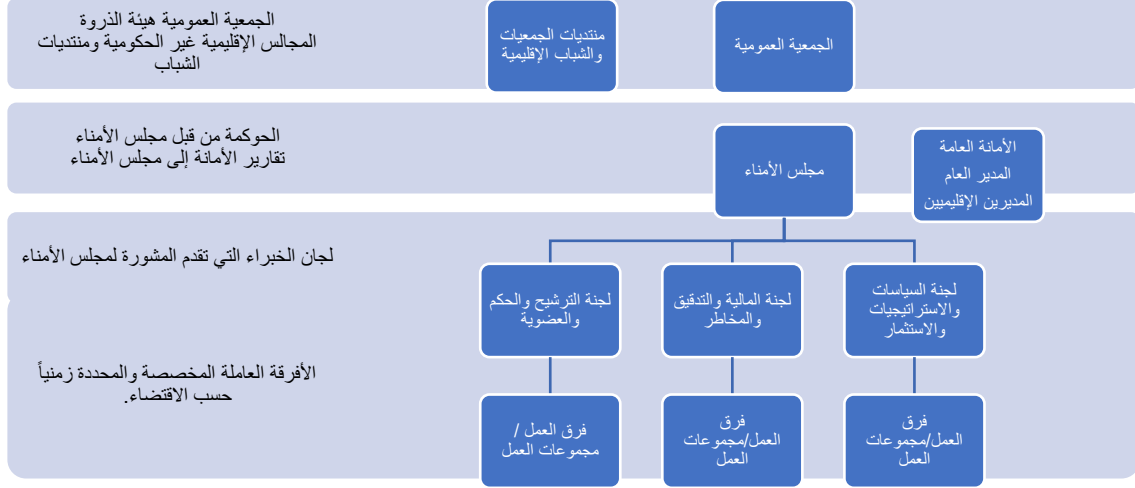 الجمعية العمومية هيئة الذروة
المجالس الإقليمية غير الحكومية ومنتديات
الشباب
منتديات الجمعيات
والشباب الإقليمية
الجمعية العمومية
الحوكمة من قبل مجلس الأمناء
تقارير الأمانة إلى مجلس الأمناء
مجلس الأمناء
الأمانة العامة
المدير العام
المديرين الإقليميين
لجان الخبراء التي تقدم المشورة لمجلس الأمناء
لجنة الترشيح والحكم
والعضوية
لجنة المالية والتدقيق
والمخاطر
لجنة السياسات
والاستراتيجيات
والاستثمار
الأفرقة العاملة المخصصة والمحددة زمنياً
حسب الاقتضاء.
فرق العمل /
مجموعات العمل
فرق
العمل/مجموعات
العمل
فرق
العمل/مجموعات
العمل